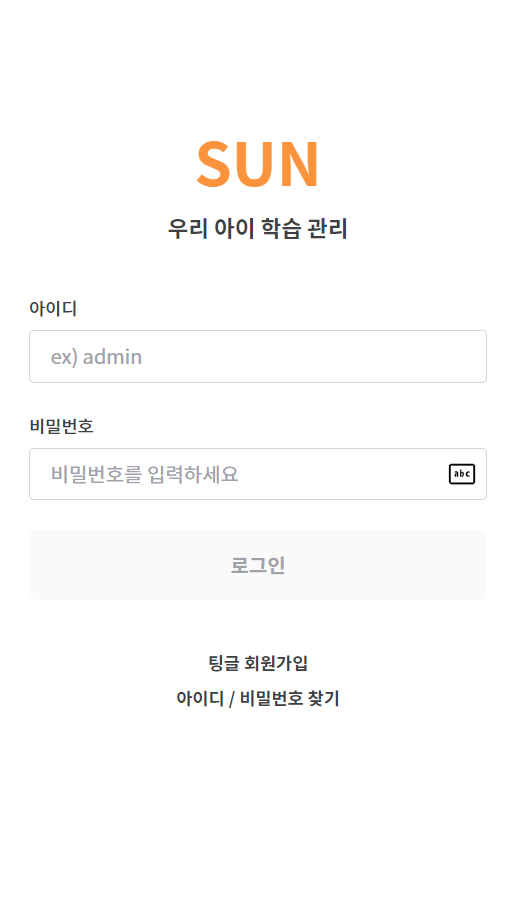 SUN
우리 아이 학습 관리
아이디
ex) admin
비밀번호
비밀번호를 입력하세요
abc
로그인
팅글 회원가입
아이디 / 비밀번호 찾기